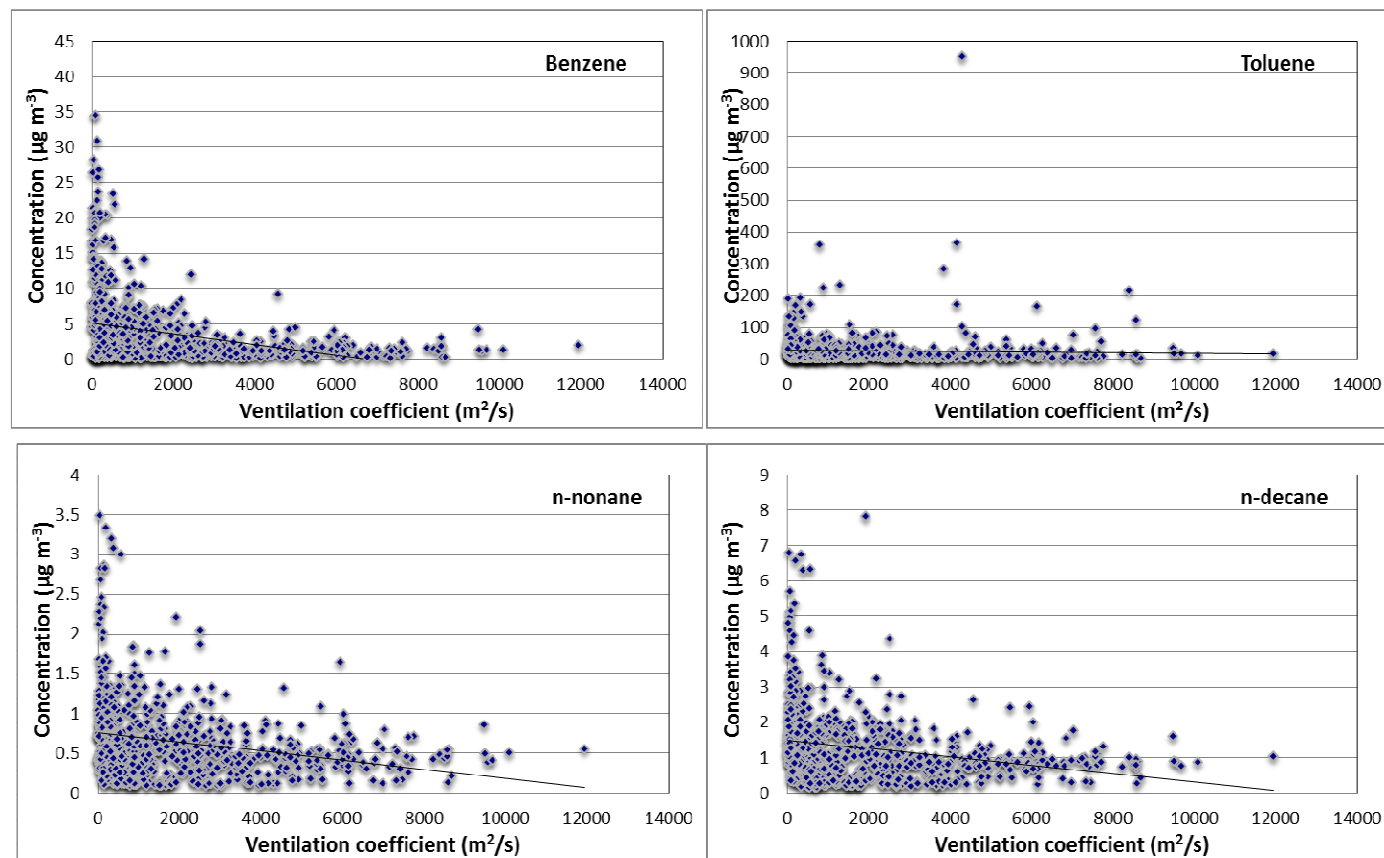 Benzene
Concentration (µg m-3)
45
40
35
30
25
20
15
10
5
0
0 2000 4000 6000 8000 10000 12000 14000
Ventilation coefficient (m²/s)
Toluene
Concentration (µg m-3)
1000
900
800
700
600
500
400
300
200
100
0
0 2000 4000 6000 8000 10000 12000 14000
Ventilation coefficient (m²/s)
n-nonane
Concentration (µg m-3)
4
3.5
3
2.5
2
1.5
1
0.5
0
0 2000 4000 6000 8000 10000 12000 14000
Ventilation coefficient (m²/s)
n-decane
Concentration (µg m-3)
9
8
7
6
5
4
3
2
1
0
0 2000 4000 6000 8000 10000 12000 14000
Ventilation coefficient (m²/s)